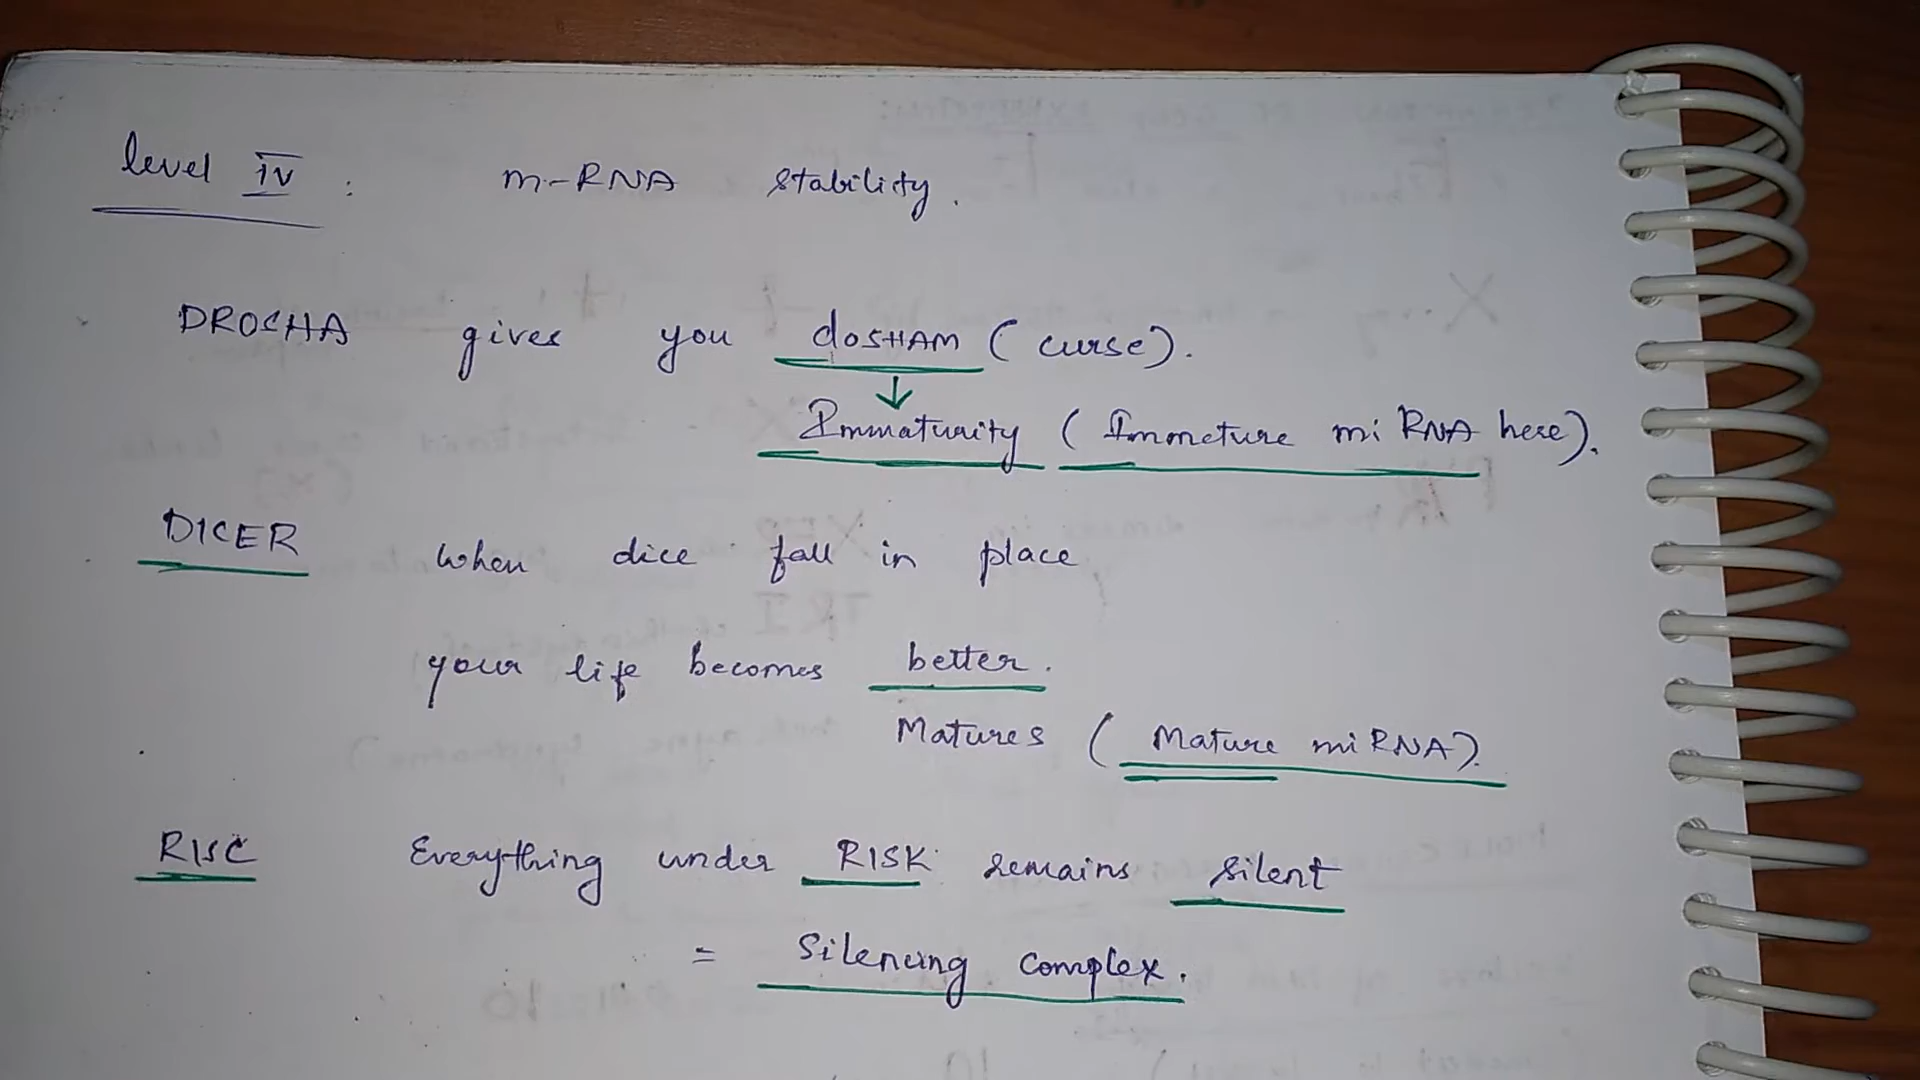 level IV : m-RNA stability.
DROSHA gives you dOSHAM (curse).
↓
Immaturity (Immature mi RNA here).
DICER when dice fall in place
your life becomes better.
Matures (Mature mi RNA).
RISC Everything under RISK remains silent
= Silencing complex.